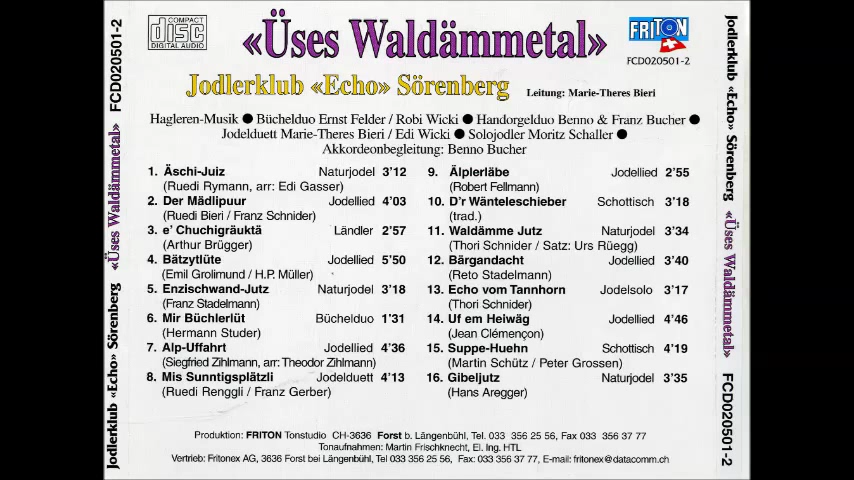 COMPACT
disc
DIGITAL AUDIO
«Üses Waldämmetal»
FRITON
FCD020501-2
Jodlerklub «Echo» Sörenberg Leitung: Marie-Theres Bieri
Hagleren-Musik ● Büchelduo Ernst Felder / Robi Wicki ● Handorgelduo Benno & Franz Bucher ●
Jodelduett Marie-Theres Bieri / Edi Wicki ● Solojodler Moritz Schaller ●
Akkordeonbegleitung: Benno Bucher
1. Äschi-Juiz Naturjodel 3'12
(Ruedi Rymann, arr: Edi Gasser)
2. Der Mädlipuur Jodellied 4'03
(Ruedi Bieri / Franz Schnider)
3. e' Chuchigräuktä Ländler 2'57
(Arthur Brügger)
4. Bätzytlüte Jodellied 5'50
(Emil Grolimund / H.P. Müller)
5. Enzischwand-Jutz Naturjodel 3'18
(Franz Stadelmann)
6. Mir Büchlerlüt Büchelduo 1'31
(Hermann Studer)
7. Alp-Uffahrt Jodellied 4'36
(Siegfried Zihlmann, arr: Theodor Zihlmann)
8. Mis Sunntigsplätzli Jodelduett 4'13
(Ruedi Renggli / Franz Gerber)
9. Älplerläbe Jodellied 2'55
(Robert Fellmann)
10. D'r Wänteleschieber Schottisch 3'18
(trad.)
11. Waldämme Jutz Naturjodel 3'34
(Thori Schnider / Satz: Urs Rüegg)
12. Bärgandacht Jodellied 3'40
(Reto Stadelmann)
13. Echo vom Tannhorn Jodelsolo 3'17
(Thori Schnider)
14. Uf em Heiwäg Jodellied 4'46
(Jean Clémençon)
15. Suppe-Huehn Schottisch 4'19
(Martin Schütz / Peter Grossen)
16. Gibeljutz Naturjodel 3'35
(Hans Aregger)
Produktion: FRITON Tonstudio CH-3636 Forst b. Längenbühl, Tel. 033 356 25 56, Fax 033 356 37 77
Tonaufnahmen: Martin Frischknecht, El. Ing. HTL
Vertrieb: Fritonex AG, 3636 Forst bei Längenbühl, Tel 033 356 25 56, Fax: 033 356 37 77, E-mail: fritonex@datacomm.ch
Jodlerklub «Echo» Sörenberg «Üses Waldämmetal» FCD020501-2
Jodlerklub «Echo» Sörenberg «Üses Waldämmetal» FCD020501-2